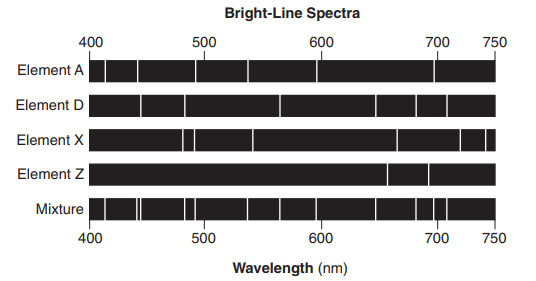 Bright-Line Spectra
400 500 600 700 750
Element A
Element D
Element X
Element Z
Mixture
400 500 600 700 750
Wavelength (nm)